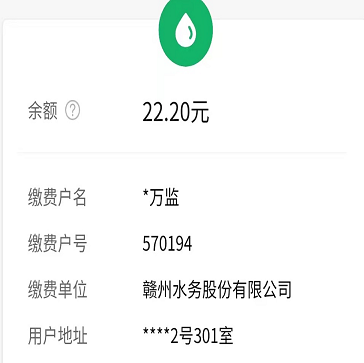 余额 ? 22.20元
缴费户名 *万监
缴费户号 570194
缴费单位 赣州水务股份有限公司
用户地址 ****2号301室